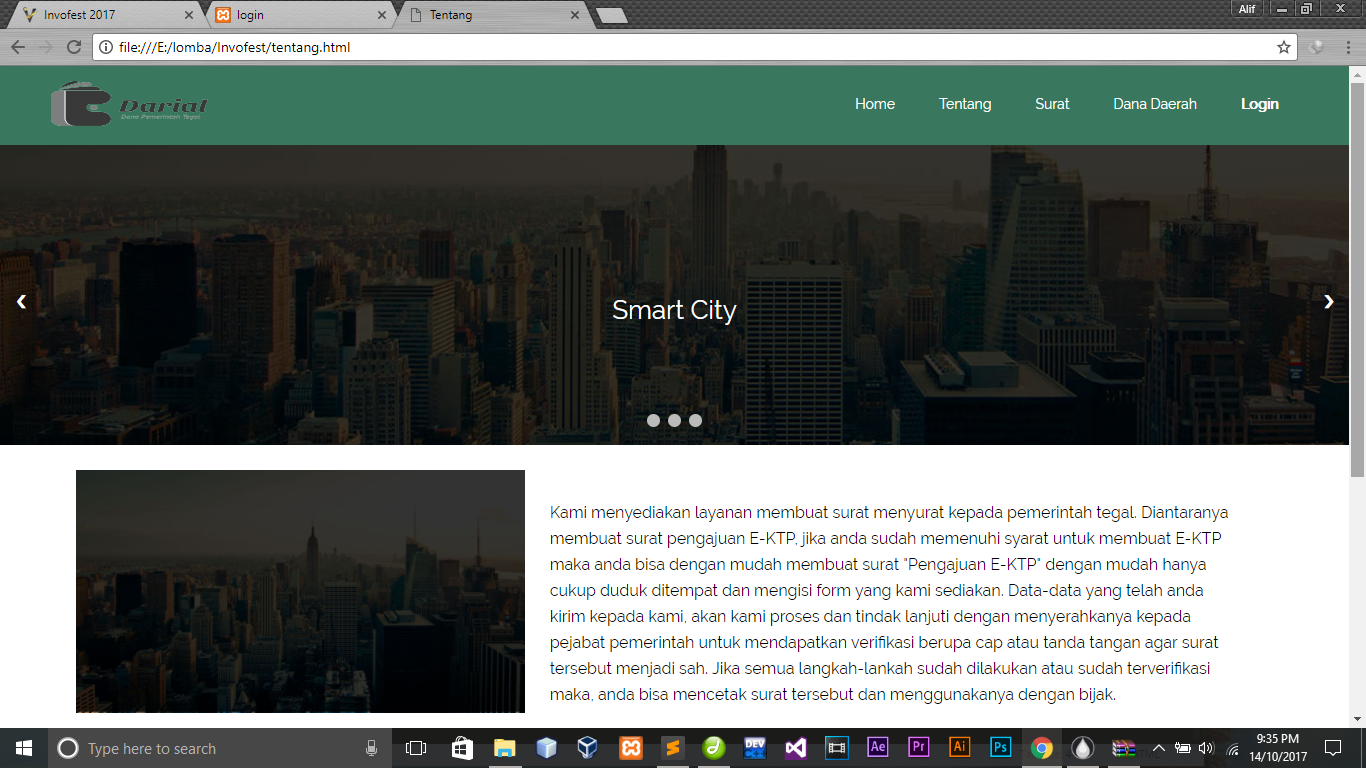 Invofest 2017
login
Tentang
Alif
file:///E:/lomba/Invofest/tentang.html
Darial
Dana Pemerintah Tegal
Home
Tentang
Surat
Dana Daerah
Login
Smart City
Kami menyediakan layanan membuat surat menyurat kepada pemerintah tegal. Diantaranya
membuat surat pengajuan E-KTP, jika anda sudah memenuhi syarat untuk membuat E-KTP
maka anda bisa dengan mudah membuat surat "Pengajuan E-KTP" dengan mudah hanya
cukup duduk ditempat dan mengisi form yang kami sediakan. Data-data yang telah anda
kirim kepada kami, akan kami proses dan tindak lanjuti dengan menyerahkanya kepada
pejabat pemerintah untuk mendapatkan verifikasi berupa cap atau tanda tangan agar surat
tersebut menjadi sah. Jika semua langkah-lankah sudah dilakukan atau sudah terverifikasi
maka, anda bisa mencetak surat tersebut dan menggunakanya dengan bijak.
Type here to search
DEV
Ae
Pr
Ai
Ps
9:35 PM
14/10/2017